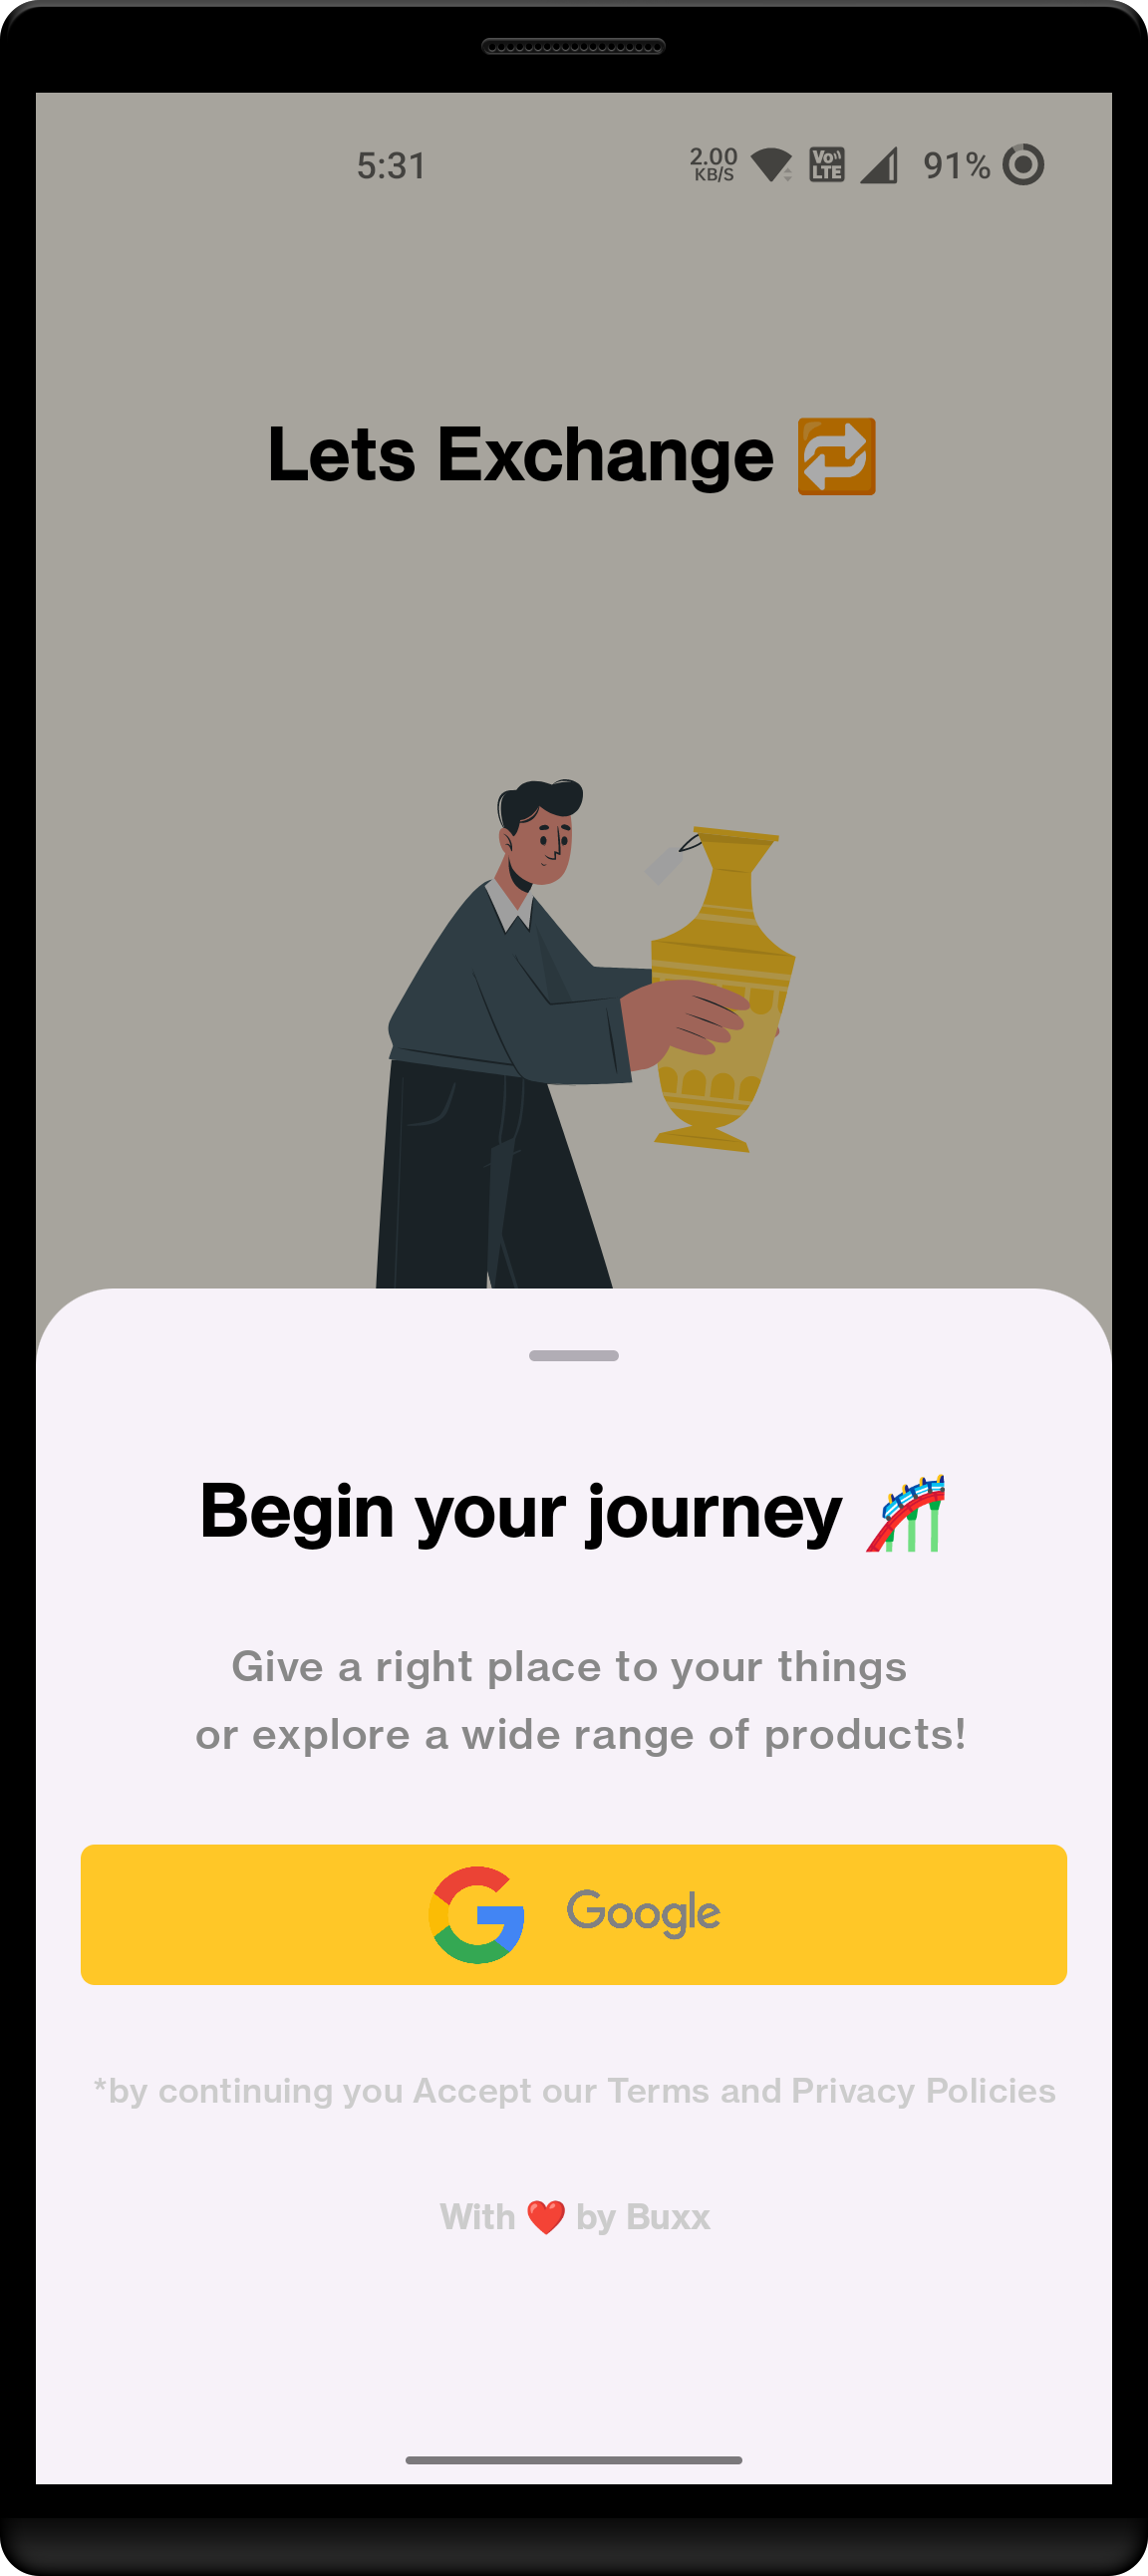 5:31 2.00 KB/S Vo LTE 91%
Lets Exchange 🔁
Begin your journey 🎢
Give a right place to your things
or explore a wide range of products!
G Google
*by continuing you Accept our Terms and Privacy Policies
With ❤️ by Buxx